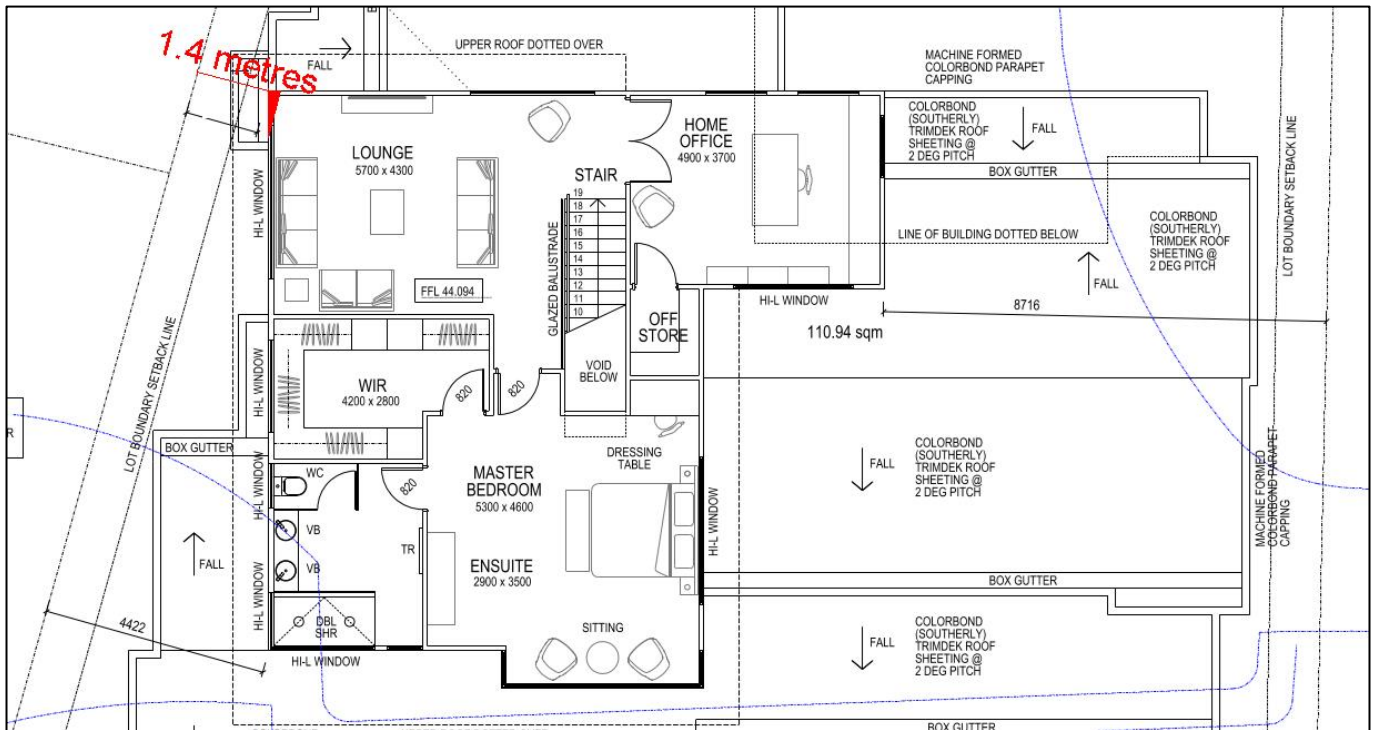 1.4 metres
FALL
UPPER ROOF DOTTED OVER
MACHINE FORMED
COLORBOND PARAPET
CAPPING
LOUNGE
5700 x 4300
HOME
OFFICE
4900 x 3700
COLORBOND
(SOUTHERLY)
TRIMDEK ROOF
SHEETING @
2 DEG PITCH
FALL
BOX GUTTER
STAIR
19
18
17
16
15
14
13
12
11
10
HI-L WINDOW
GLAZED BALUSTRADE
FFL 44.094
LINE OF BUILDING DOTTED BELOW
COLORBOND
(SOUTHERLY)
TRIMDEK ROOF
SHEETING @
2 DEG PITCH
FALL
LOT BOUNDARY SETBACK LINE
HI-L WINDOW
8716
110.94 sqm
OFF
STORE
VOID
BELOW
LOT BOUNDARY SETBACK LINE
HI-L WINDOW
WIR
4200 x 2800
820
820
R
BOX GUTTER
WC
HI-L WINDOW
820
MASTER
BEDROOM
5300 x 4600
DRESSING
TABLE
HI-L WINDOW
FALL
COLORBOND
(SOUTHERLY)
TRIMDEK ROOF
SHEETING @
2 DEG PITCH
MACHINE FORMED
COLORBOND PARAPET
CAPPING
VB
VB
TR
FALL
HI-L WINDOW
ENSUITE
2900 x 3500
BOX GUTTER
4422
DBL
SHR
SITTING
HI-L WINDOW
FALL
COLORBOND
(SOUTHERLY)
TRIMDEK ROOF
SHEETING @
2 DEG PITCH
BOX GUTTER